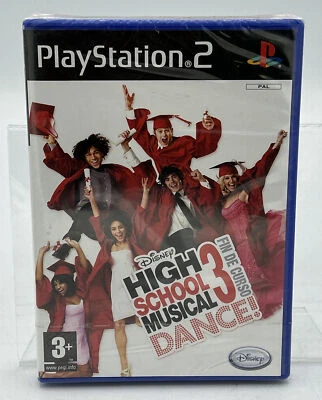 PlayStation®2
PAL
Disney
HIGH
SCHOOL
MUSICAL
3
FIN DE CURSO
DANCE!
3+
www.pegi.info
Disney